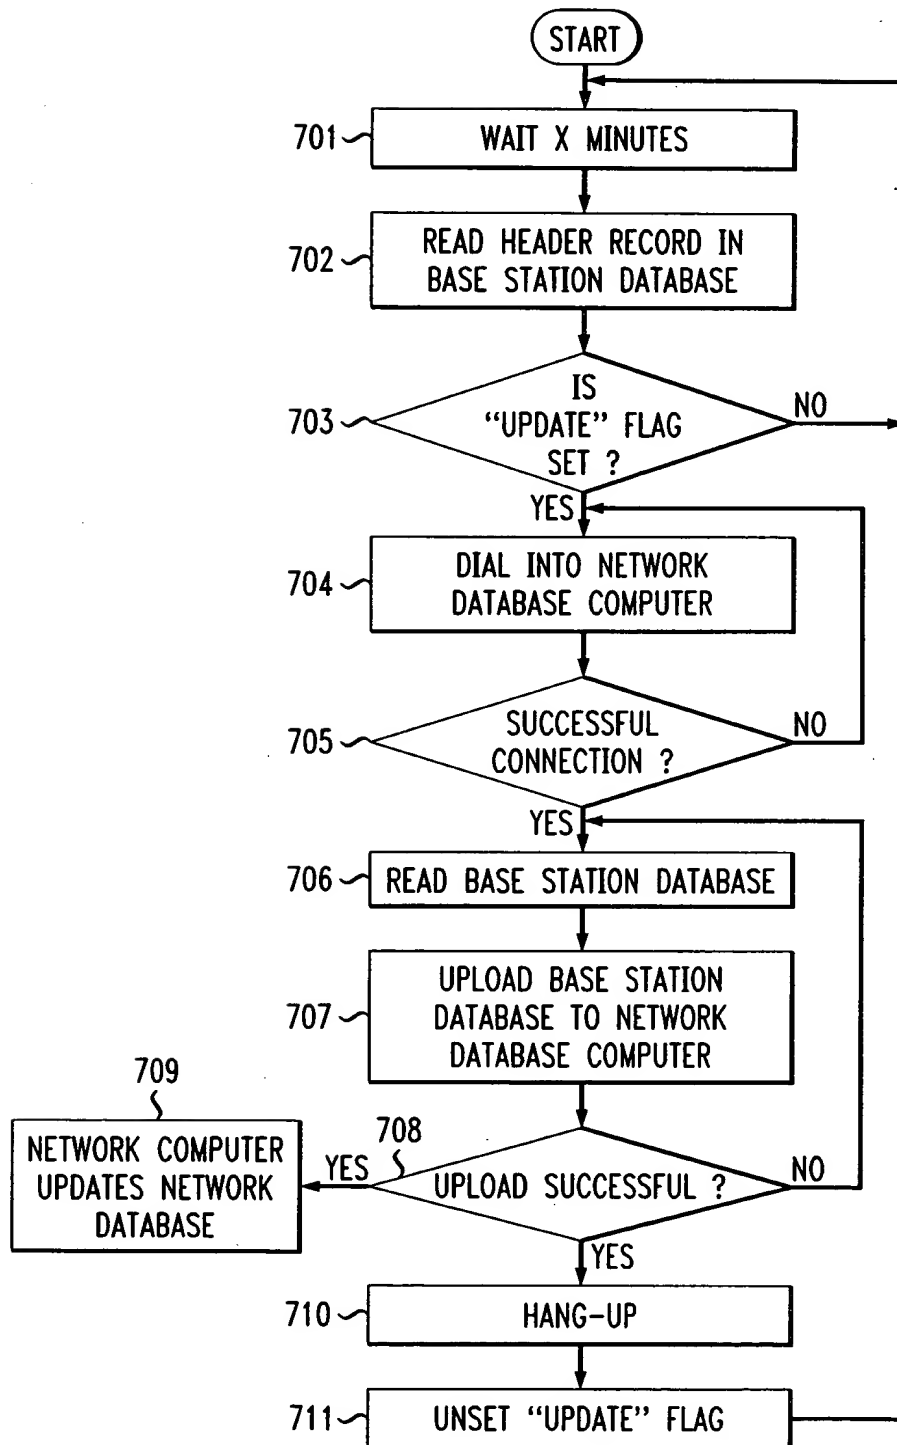 START
701
WAIT X MINUTES
702
READ HEADER RECORD IN
BASE STATION DATABASE
703
IS
“UPDATE” FLAG
SET ?
NO
YES
704
DIAL INTO NETWORK
DATABASE COMPUTER
705
SUCCESSFUL
CONNECTION ?
NO
YES
706
READ BASE STATION DATABASE
707
UPLOAD BASE STATION
DATABASE TO NETWORK
DATABASE COMPUTER
709
NETWORK COMPUTER
UPDATES NETWORK
DATABASE
YES
708
UPLOAD SUCCESSFUL ?
NO
YES
710
HANG-UP
711
UNSET “UPDATE” FLAG